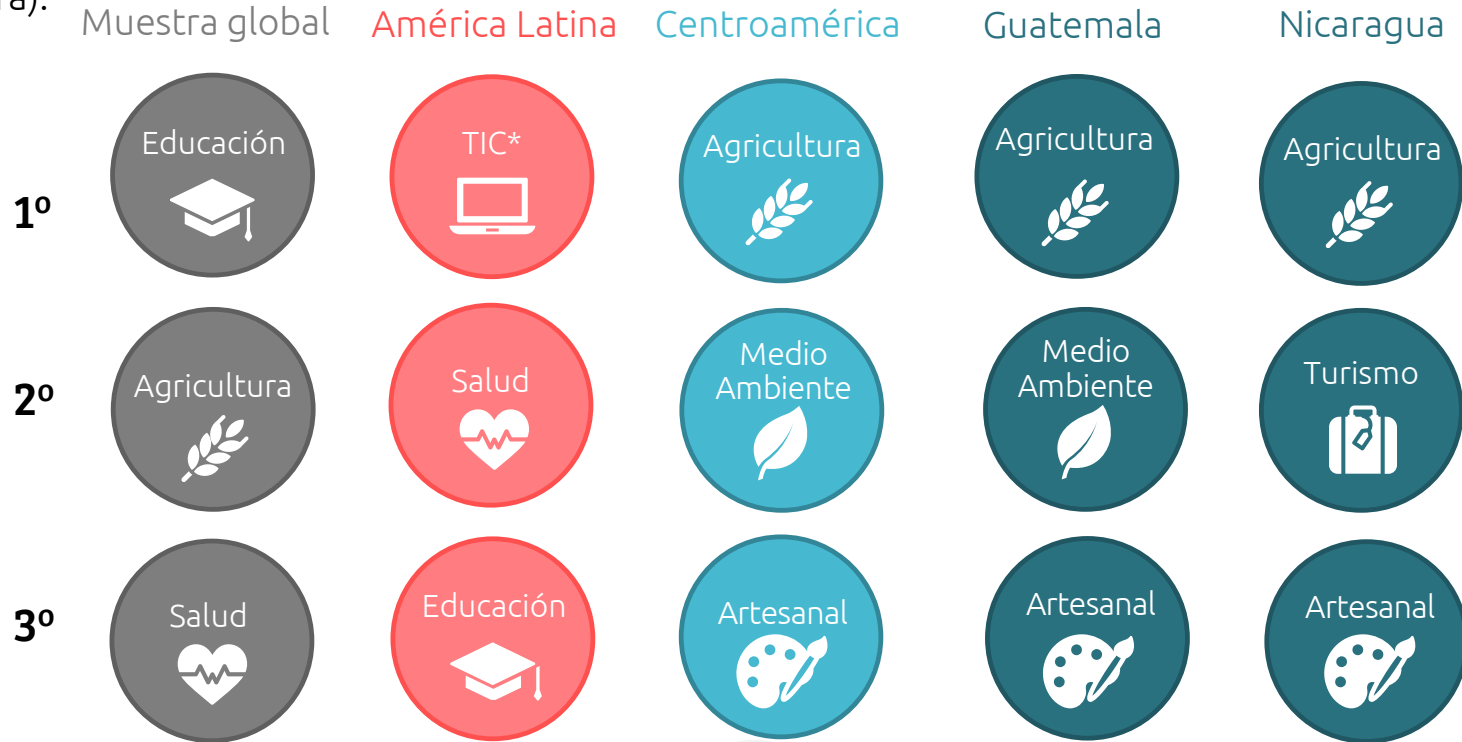 ra):
Muestra global América Latina Centroamérica Guatemala Nicaragua
1º
Educación
TIC*
Agricultura
Agricultura
Agricultura
2º
Agricultura
Salud
Medio
Ambiente
Medio
Ambiente
Turismo
3º
Salud
Educación
Artesanal
Artesanal
Artesanal